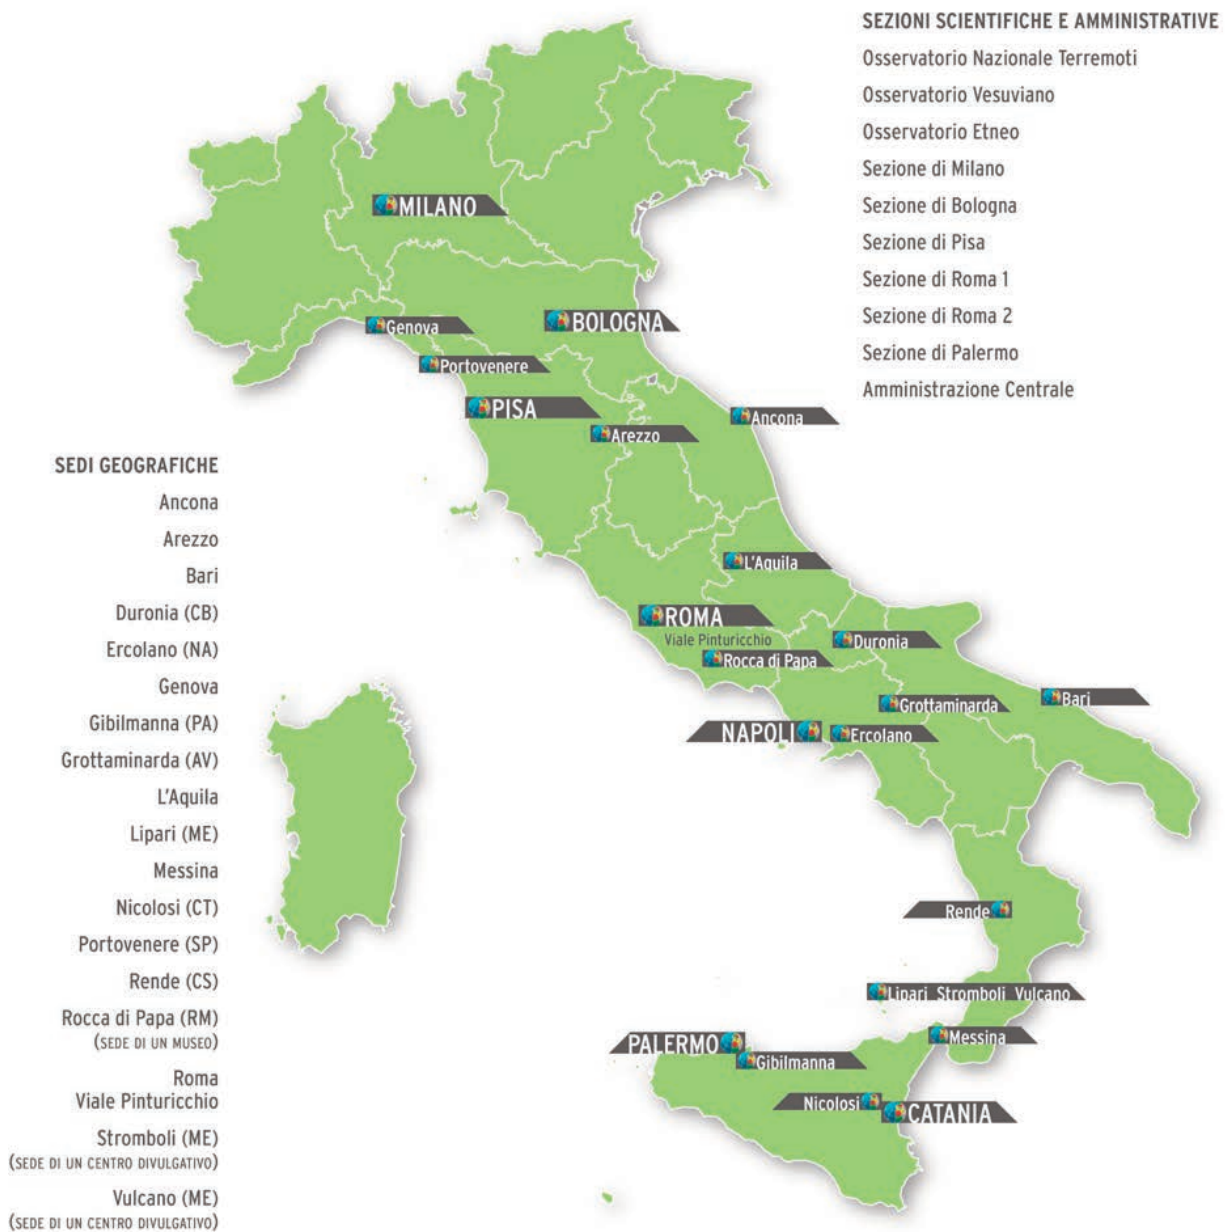 SEZIONI SCIENTIFICHE E AMMINISTRATIVE
Osservatorio Nazionale Terremoti
Osservatorio Vesuviano
Osservatorio Etneo
Sezione di Milano
Sezione di Bologna
Sezione di Pisa
Sezione di Roma 1
Sezione di Roma 2
Sezione di Palermo
Amministrazione Centrale
MILANO
Genova
BOLOGNA
Portovenere
PISA
Arezzo
Ancona
L'Aquila
ROMA
Viale Pinturicchio
Rocca di Papa
Duronia
Grottaminarda
Bari
NAPOLI
Ercolano
Rende
Lipari Stromboli Vulcano
PALERMO
Messina
Gibilmanna
Nicolosi
CATANIA
SEDI GEOGRAFICHE
Ancona
Arezzo
Bari
Duronia (CB)
Ercolano (NA)
Genova
Gibilmanna (PA)
Grottaminarda (AV)
L'Aquila
Lipari (ME)
Messina
Nicolosi (CT)
Portovenere (SP)
Rende (CS)
Rocca di Papa (RM)
(SEDE DI UN MUSEO)
Roma
Viale Pinturicchio
Stromboli (ME)
(SEDE DI UN CENTRO DIVULGATIVO)
Vulcano (ME)
(SEDE DI UN CENTRO DIVULGATIVO)